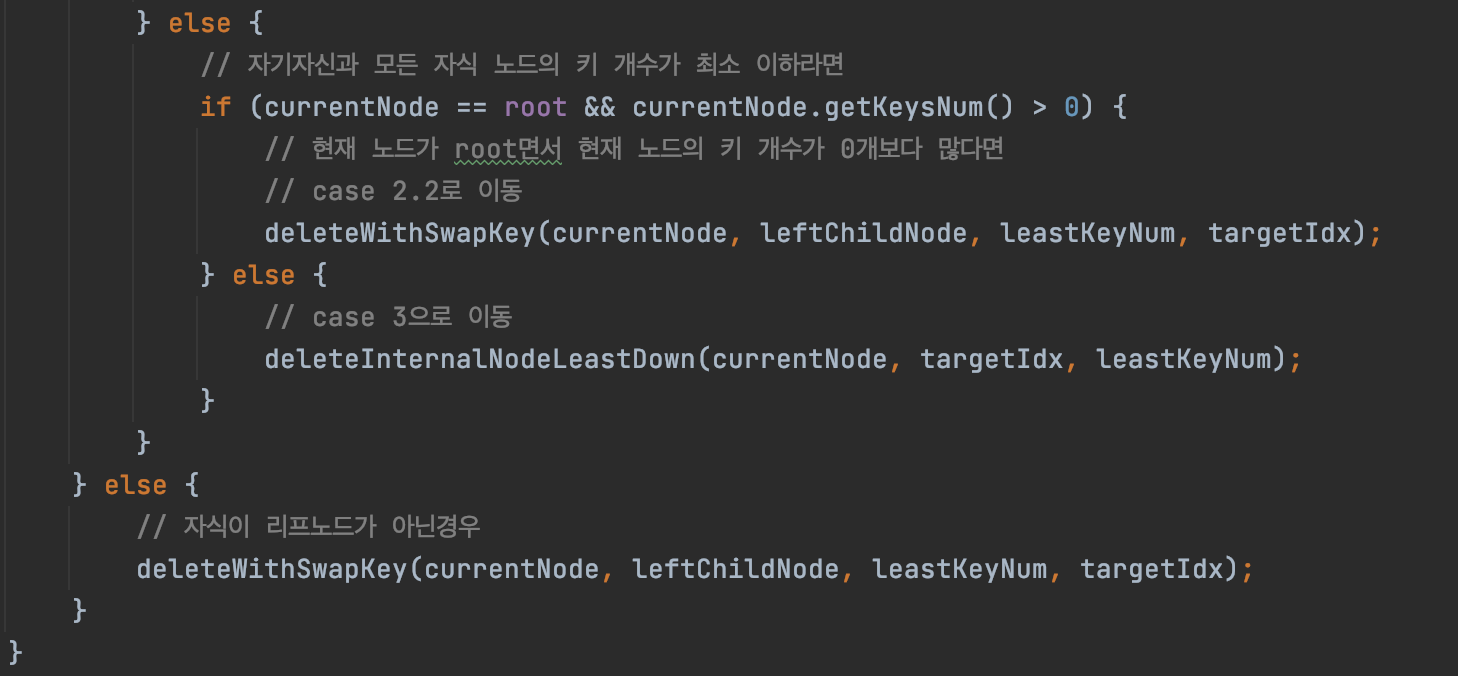 } else {
// 자기자신과 모든 자식 노드의 키 개수가 최소 이하라면
if (currentNode == root && currentNode.getKeysNum() > 0) {
// 현재 노드가 root면서 현재 노드의 키 개수가 0개보다 많다면
// case 2.2로 이동
deleteWithSwapKey(currentNode, leftChildNode, leastKeyNum, targetIdx);
} else {
// case 3으로 이동
deleteInternalNodeLeastDown(currentNode, targetIdx, leastKeyNum);
}
}
} else {
// 자식이 리프노드가 아닌경우
deleteWithSwapKey(currentNode, leftChildNode, leastKeyNum, targetIdx);
}
}